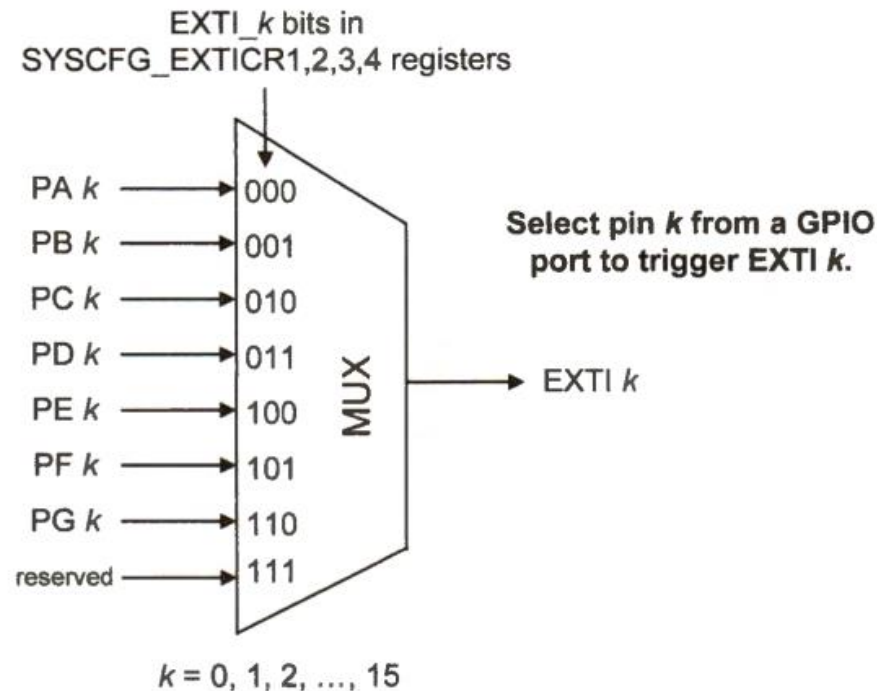 EXTI_k bits in
SYSCFG_EXTICR1,2,3,4 registers
PA k
000
PB k
001
PC k
010
PD k
011
PE k
100
PF k
101
PG k
110
reserved
111
MUX
EXTI k
Select pin k from a GPIO
port to trigger EXTI k.
k = 0, 1, 2, ..., 15